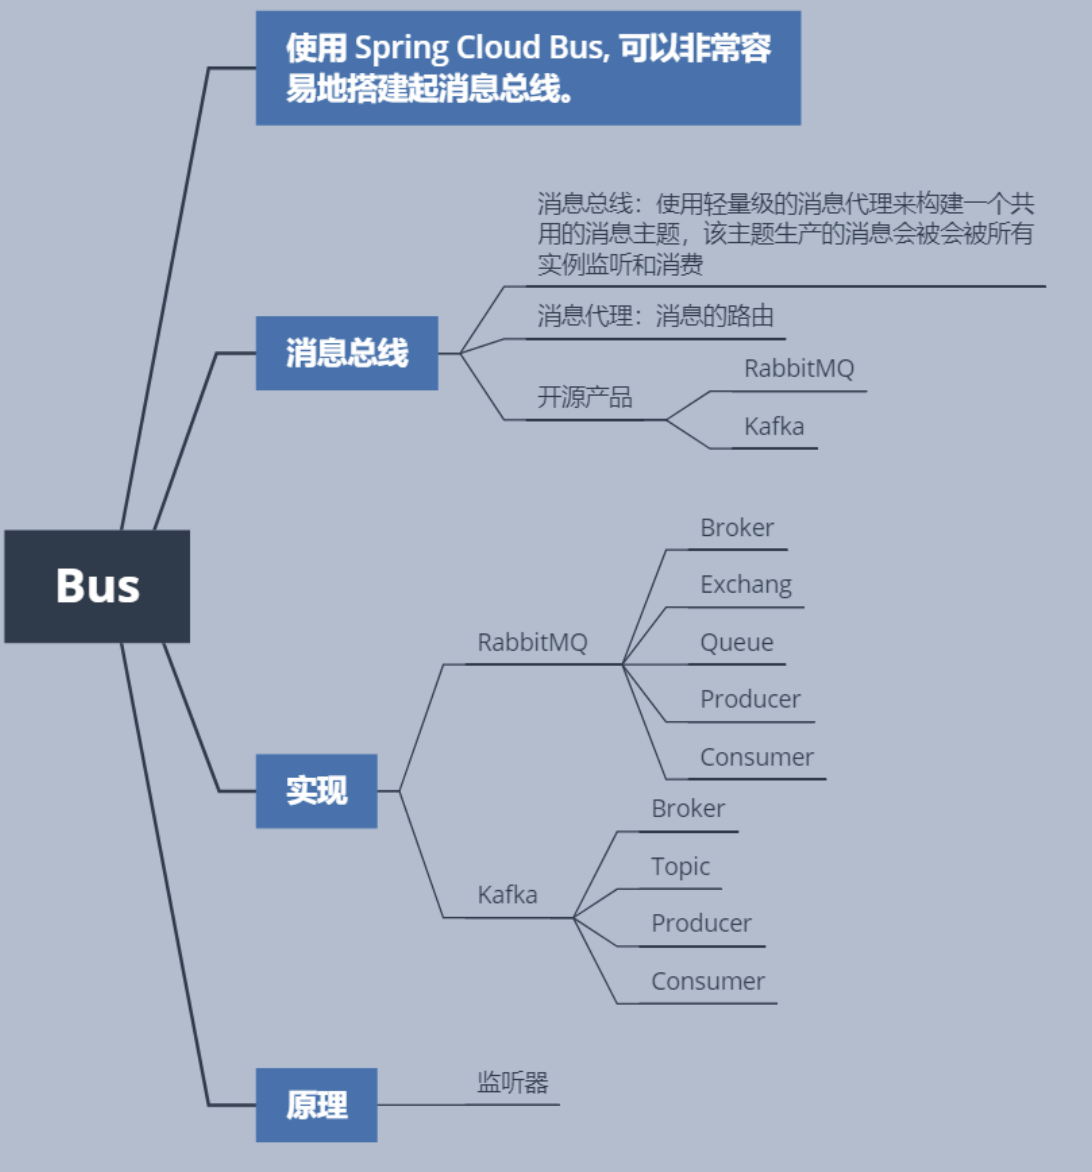 使用 Spring Cloud Bus, 可以非常容
易地搭建起消息总线。
消息总线：使用轻量级的消息代理来构建一个共
用的消息主题，该主题生产的消息会被会被所有
实例监听和消费
消息代理：消息的路由
消息总线
RabbitMQ
开源产品
Kafka
Broker
Exchang
Bus
RabbitMQ
Queue
Producer
Consumer
实现
Broker
Topic
Kafka
Producer
Consumer
原理
监听器